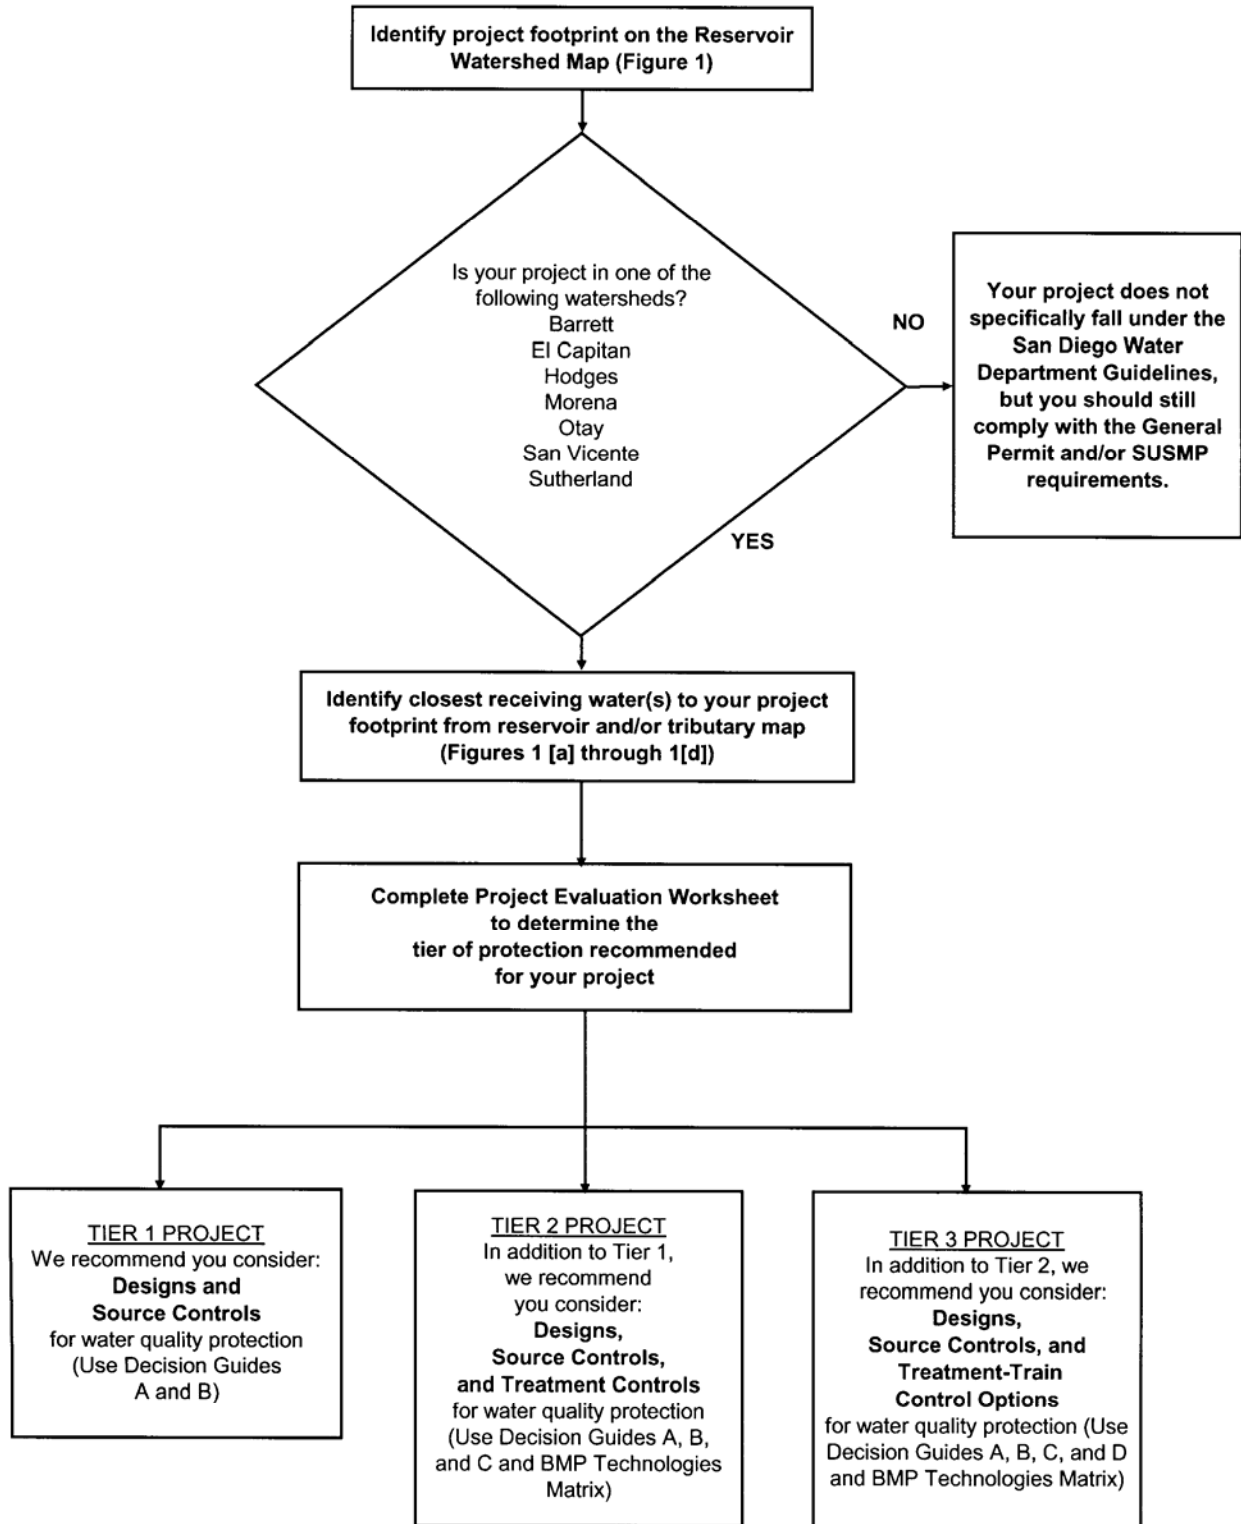 Identify project footprint on the Reservoir
Watershed Map (Figure 1)
Is your project in one of the
following watersheds?
Barrett
El Capitan
Hodges
Morena
Otay
San Vicente
Sutherland
NO
Your project does not
specifically fall under the
San Diego Water
Department Guidelines,
but you should still
comply with the General
Permit and/or SUSMP
requirements.
YES
Identify closest receiving water(s) to your project
footprint from reservoir and/or tributary map
(Figures 1 [a] through 1[d])
Complete Project Evaluation Worksheet
to determine the
tier of protection recommended
for your project
TIER 1 PROJECT
We recommend you consider:
Designs and
Source Controls
for water quality protection
(Use Decision Guides
A and B)
TIER 2 PROJECT
In addition to Tier 1,
we recommend
you consider:
Designs,
Source Controls,
and Treatment Controls
for water quality protection
(Use Decision Guides A, B,
and C and BMP Technologies
Matrix)
TIER 3 PROJECT
In addition to Tier 2, we
recommend you consider:
Designs,
Source Controls, and
Treatment-Train
Control Options
for water quality protection (Use
Decision Guides A, B, C, and D
and BMP Technologies Matrix)